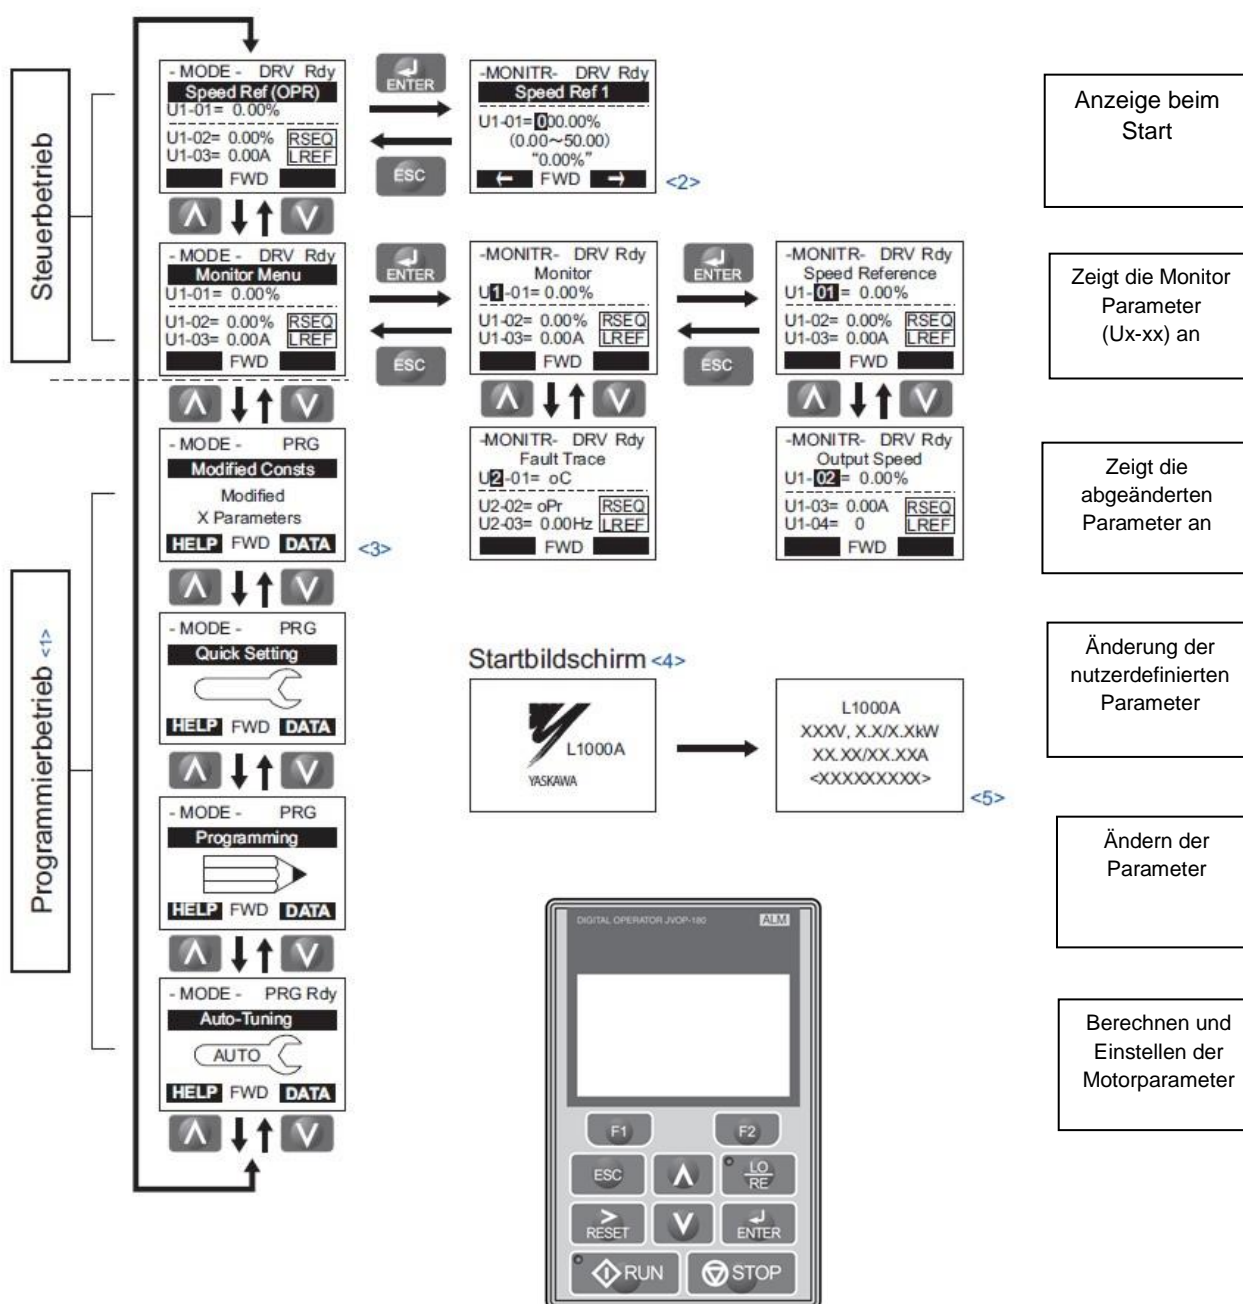 Steuerbetrieb
- MODE -   DRV Rdy
Speed Ref (OPR)
U1-01=  0.00%
U1-02=  0.00%  RSEQ
U1-03=  0.00A  LREF
FWD
ENTER
ESC
-MONITR-   DRV Rdy
Speed Ref 1
U1-01= 000.00%
(0.00~50.00)
"0.00%"
← FWD →
<2>
Anzeige beim
Start
- MODE -   DRV Rdy
Monitor Menu
U1-01=  0.00%
U1-02=  0.00%  RSEQ
U1-03=  0.00A  LREF
FWD
ENTER
ESC
-MONITR-   DRV Rdy
Monitor
U1-01= 0.00%
U1-02=  0.00%  RSEQ
U1-03=  0.00A  LREF
FWD
ENTER
ESC
-MONITR-   DRV Rdy
Speed Reference
U1-01=  0.00%
U1-02=  0.00%  RSEQ
U1-03=  0.00A  LREF
FWD
Zeigt die Monitor
Parameter
(Ux-xx) an
Programmierbetrieb <1>
- MODE -   PRG
Modified Consts
Modified
X Parameters
HELP FWD DATA
<3>
-MONITR-   DRV Rdy
Fault Trace
U2-01=  oC
U2-02= oPr  RSEQ
U2-03=  0.00Hz  LREF
FWD
-MONITR-   DRV Rdy
Output Speed
U1-02=  0.00%
U1-03=  0.00A  RSEQ
U1-04=  0  LREF
FWD
Zeigt die
abgeänderten
Parameter an
- MODE -   PRG
Quick Setting
HELP FWD DATA
Startbildschirm <4>
L1000A
YASKAWA
L1000A
XXXV, X.X/X.XkW
XX.XX/XX.XXA
<XXXXXXXXX>
<5>
Änderung der
nutzerdefinierten
Parameter
- MODE -   PRG
Programming
HELP FWD DATA
Ändern der
Parameter
- MODE -   PRG Rdy
Auto-Tuning
AUTO
HELP FWD DATA
Berechnen und
Einstellen der
Motorparameter
DIGITAL OPERATOR JVOP-180   ALM
F1   F2
ESC   LO
RE
>
RESET   ENTER
RUN   STOP